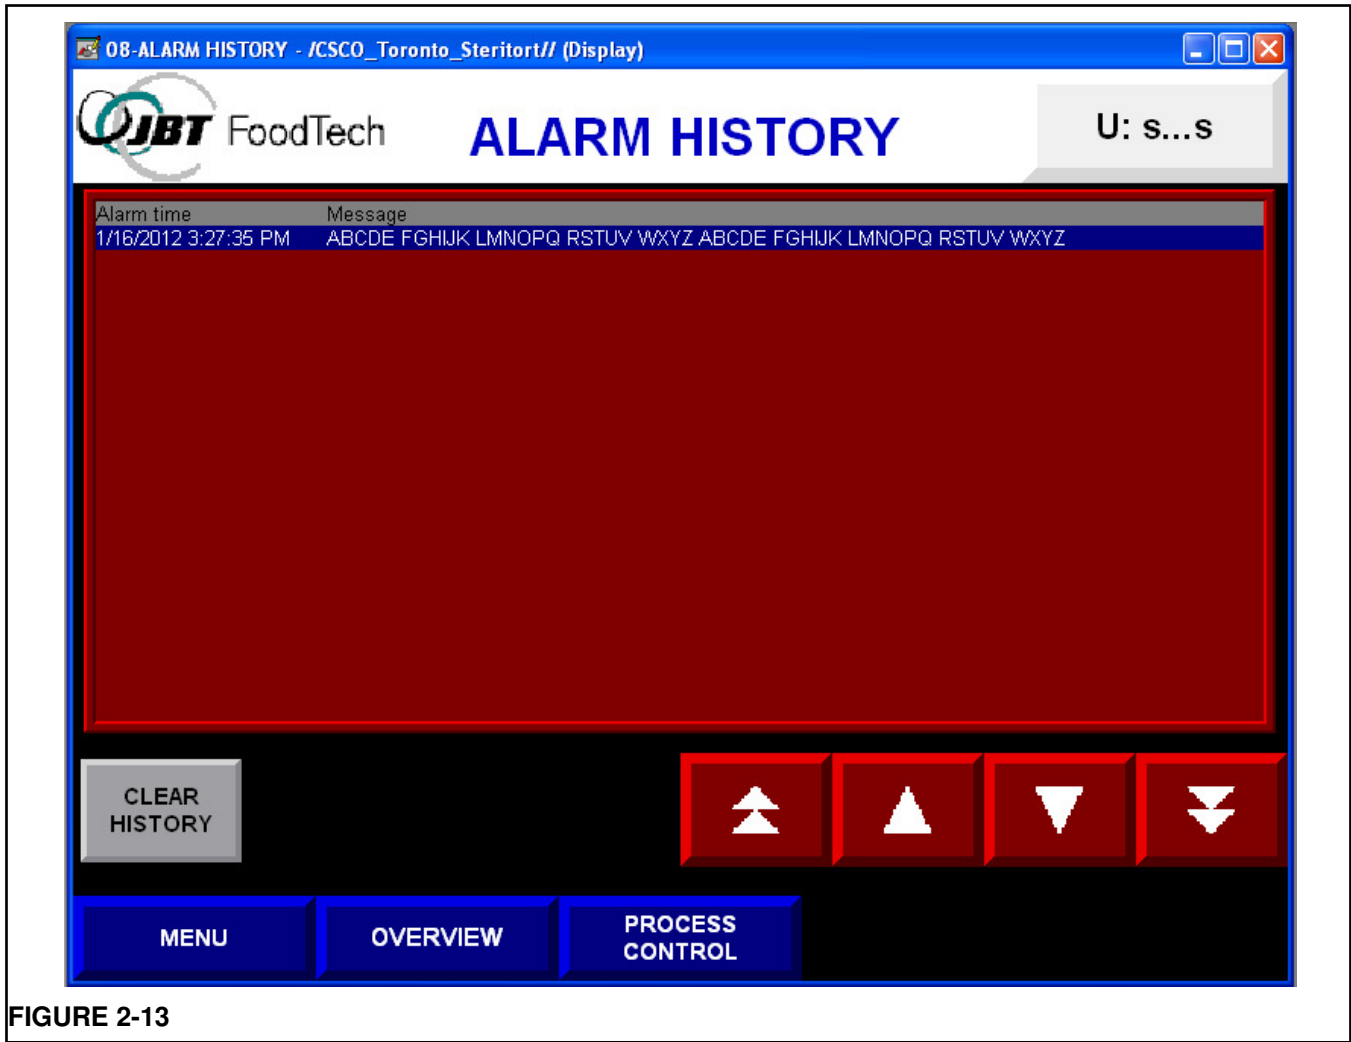 08-ALARM HISTORY - /CSCO_Toronto_Steritort// (Display)
JBT FoodTech
ALARM HISTORY
U: s...s
Alarm time Message
1/16/2012 3:27:35 PM ABCDE FGHIJK LMNOPQ RSTUV WXYZ ABCDE FGHIJK LMNOPQ RSTUV WXYZ
CLEAR
HISTORY
MENU
OVERVIEW
PROCESS
CONTROL
FIGURE 2-13